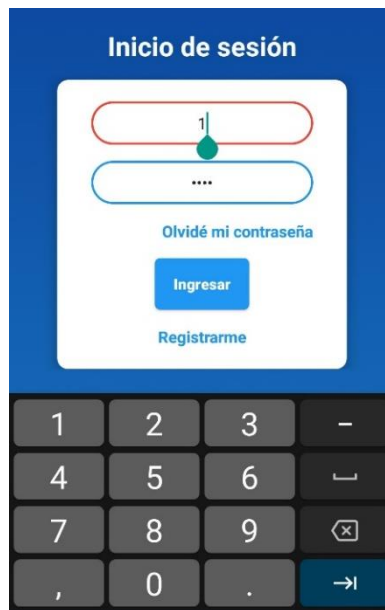 Inicio de sesión
1
••••
Olvidé mi contraseña
Ingresar
Registrarme
1 2 3 -
4 5 6
7 8 9
, 0 .